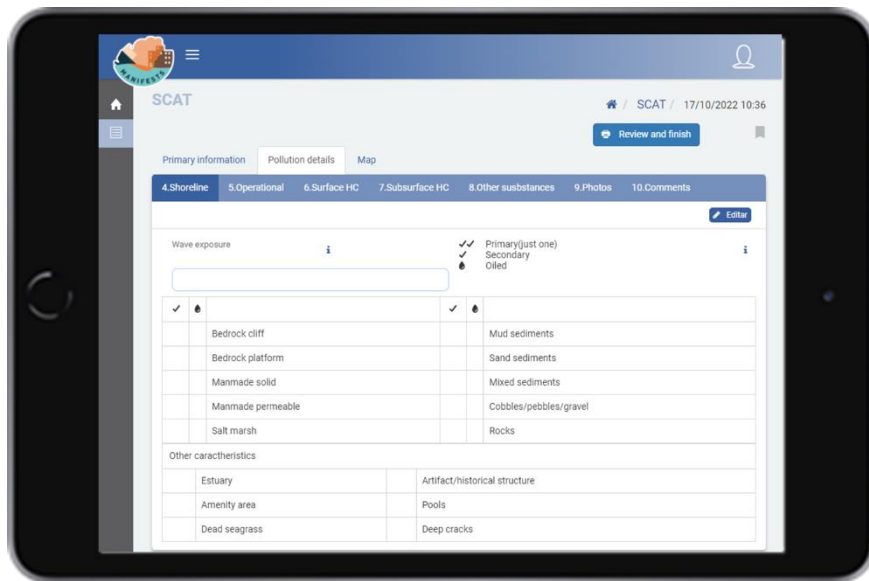 MANIFESTS
SCAT
/ SCAT / 17/10/2022 10:36
Review and finish
Primary information Pollution details Map
4.Shoreline 5.Operational 6.Surface HC 7.Subsurface HC 8.Other susbstances 9.Photos 10.Comments
Editar
Wave exposure i
Primary(just one) i
Secondary
Oiled
Bedrock cliff Mud sediments
Bedrock platform Sand sediments
Manmade solid Mixed sediments
Manmade permeable Cobbles/pebbles/gravel
Salt marsh Rocks
Other caractheristics
Estuary Artifact/historical structure
Amenity area Pools
Dead seagrass Deep cracks